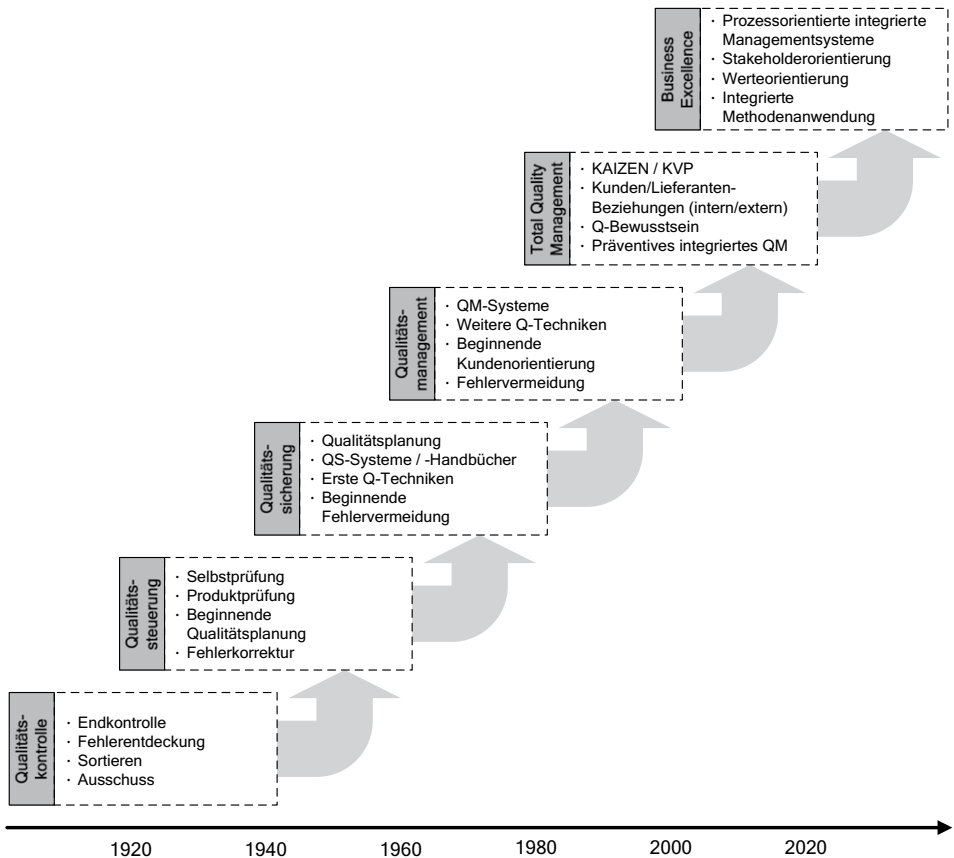 Business
Excellence
· Prozessorientierte integrierte
Managementsysteme
· Stakeholderorientierung
· Werteorientierung
· Integrierte
Methodenanwendung
Total Quality
Management
· KAIZEN / KVP
· Kunden/Lieferanten-
Beziehungen (intern/extern)
· Q-Bewusstsein
· Präventives integriertes QM
Qualitäts-
management
· QM-Systeme
· Weitere Q-Techniken
· Beginnende
Kundenorientierung
· Fehlervermeidung
Qualitäts-
sicherung
· Qualitätsplanung
· QS-Systeme / -Handbücher
· Erste Q-Techniken
· Beginnende
Fehlervermeidung
Qualitäts-
steuerung
· Selbstprüfung
· Produktprüfung
· Beginnende
Qualitätsplanung
· Fehlerkorrektur
Qualitäts-
kontrolle
· Endkontrolle
· Fehlerentdeckung
· Sortieren
· Ausschuss
1920 1940 1960 1980 2000 2020